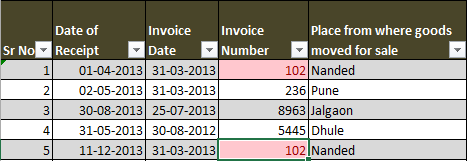 Sr No Date of Receipt Invoice Date Invoice Number Place from where goods moved for sale
1 01-04-2013 31-03-2013 102 Nanded
2 02-05-2013 31-03-2013 236 Pune
3 30-08-2013 25-07-2013 8963 Jalgaon
4 31-05-2013 30-08-2012 5445 Dhule
5 11-12-2013 31-03-2013 102 Nanded